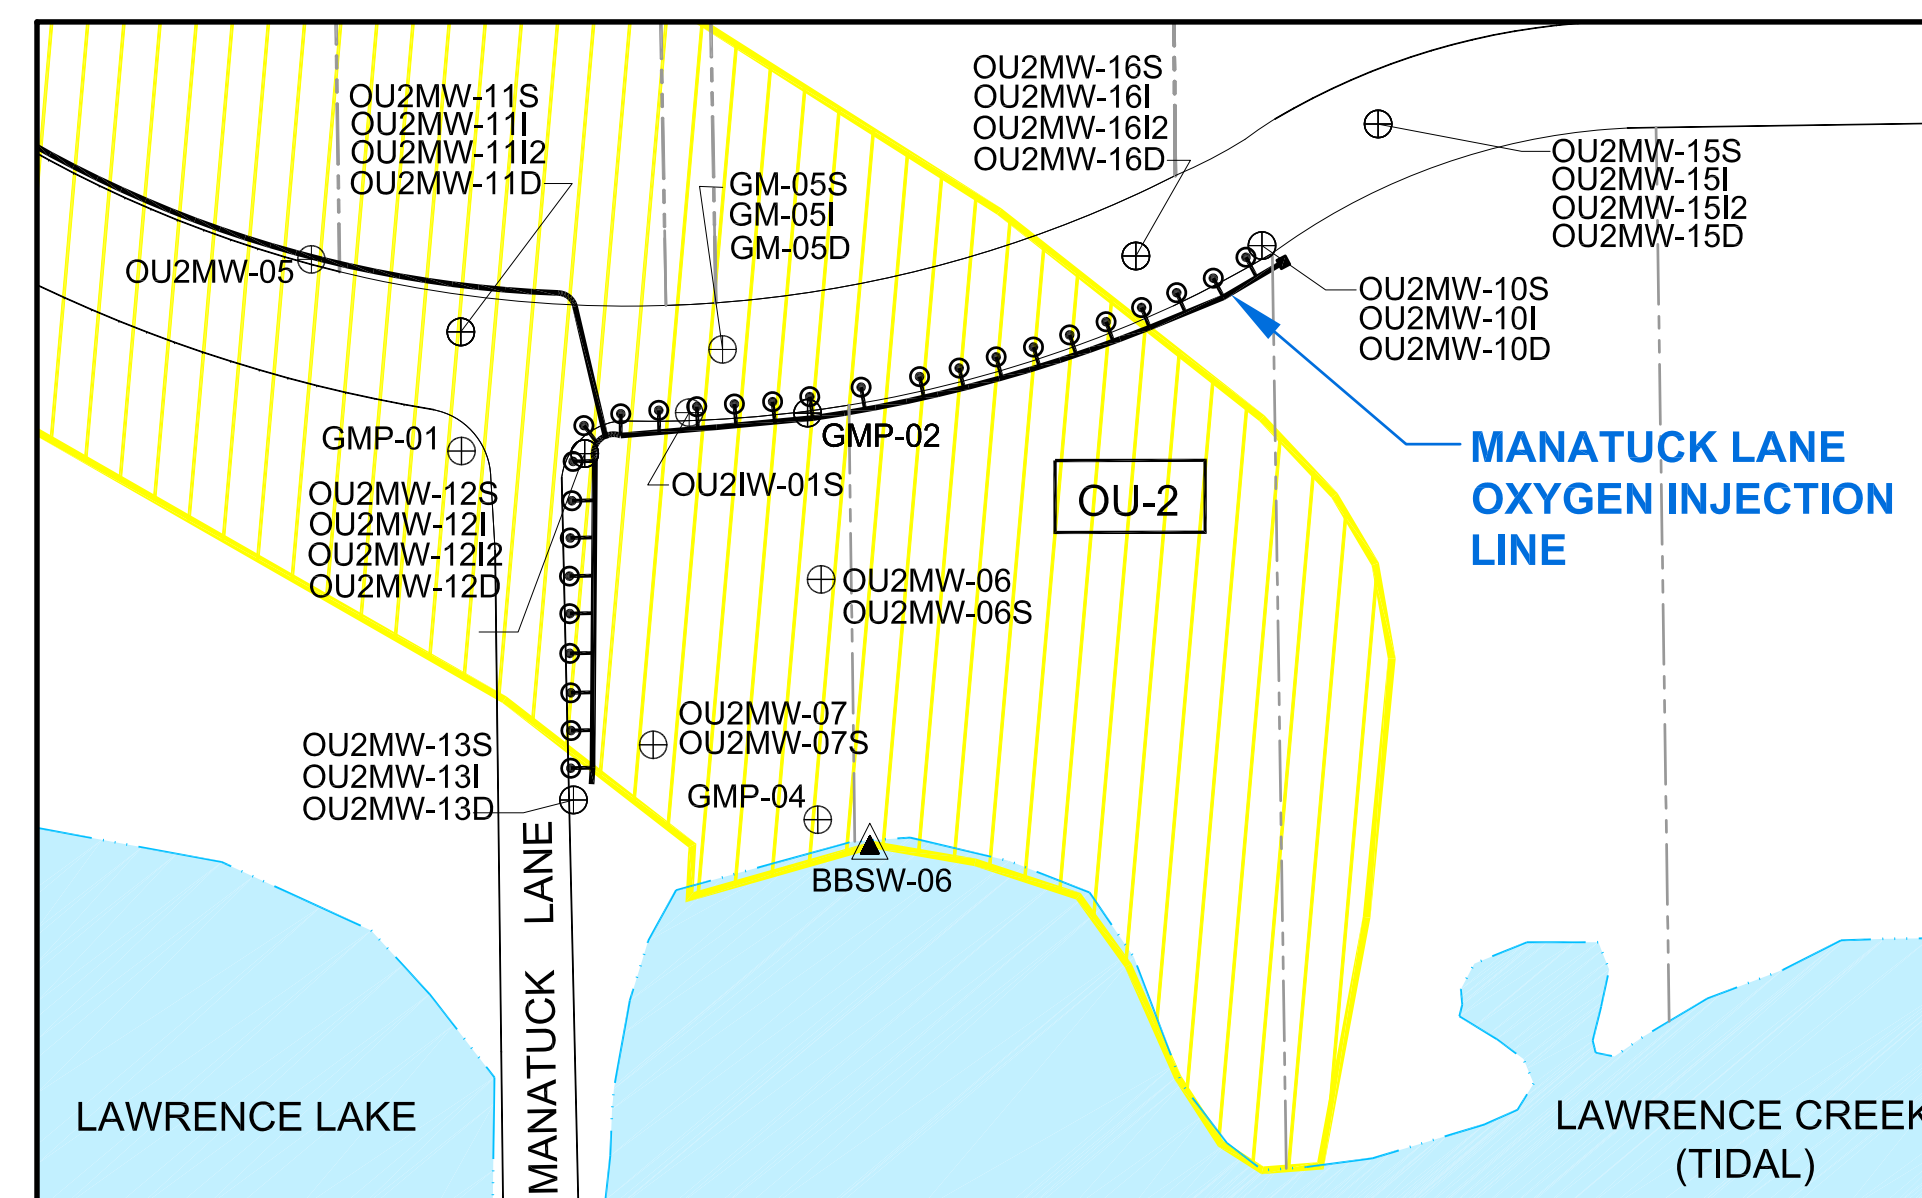 OU2MW-16S
OU2MW-16I
OU2MW-16I2
OU2MW-16D
OU2MW-11S
OU2MW-11I
OU2MW-11I2
OU2MW-11D
OU2MW-15S
OU2MW-15I
OU2MW-15I2
OU2MW-15D
GM-05S
GM-05I
GM-05D
OU2MW-05
OU2MW-10S
OU2MW-10I
OU2MW-10D
GMP-01
GMP-02
MANATUCK LANE
OXYGEN INJECTION
LINE
OU2IW-01S
OU-2
OU2MW-12S
OU2MW-12I
OU2MW-12I2
OU2MW-12D
OU2MW-06
OU2MW-06S
OU2MW-07
OU2MW-07S
OU2MW-13S
OU2MW-13I
OU2MW-13D
GMP-04
BBSW-06
MANATUCK LANE
LAWRENCE LAKE
LAWRENCE CREEK
(TIDAL)